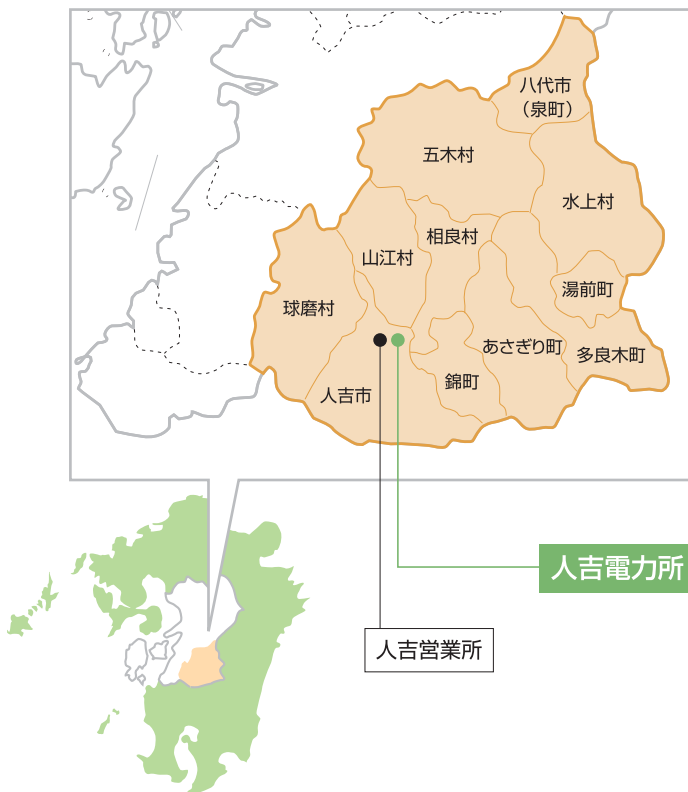 八代市
（泉町）
五木村
水上村
相良村
山江村
湯前町
球磨村
あさぎり町
多良木町
錦町
人吉市
人吉電力所
人吉営業所